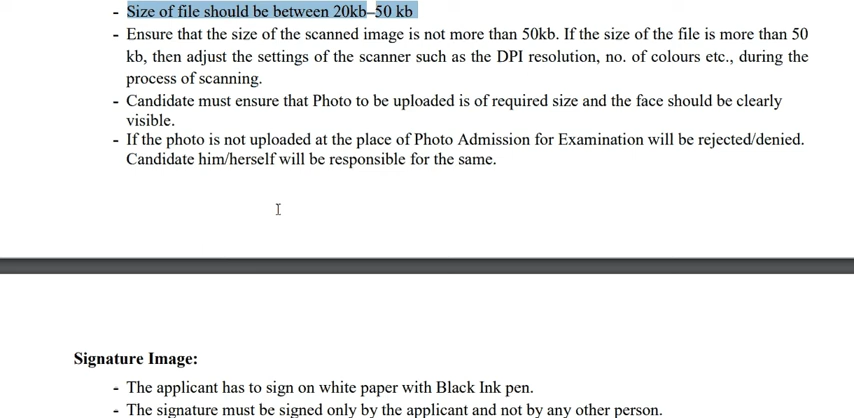 - Size of file should be between 20kb–50 kb
- Ensure that the size of the scanned image is not more than 50kb. If the size of the file is more than 50
kb, then adjust the settings of the scanner such as the DPI resolution, no. of colours etc., during the
process of scanning.
- Candidate must ensure that Photo to be uploaded is of required size and the face should be clearly
visible.
- If the photo is not uploaded at the place of Photo Admission for Examination will be rejected/denied.
Candidate him/herself will be responsible for the same.
Signature Image:
- The applicant has to sign on white paper with Black Ink pen.
- The signature must be signed only by the applicant and not by any other person.